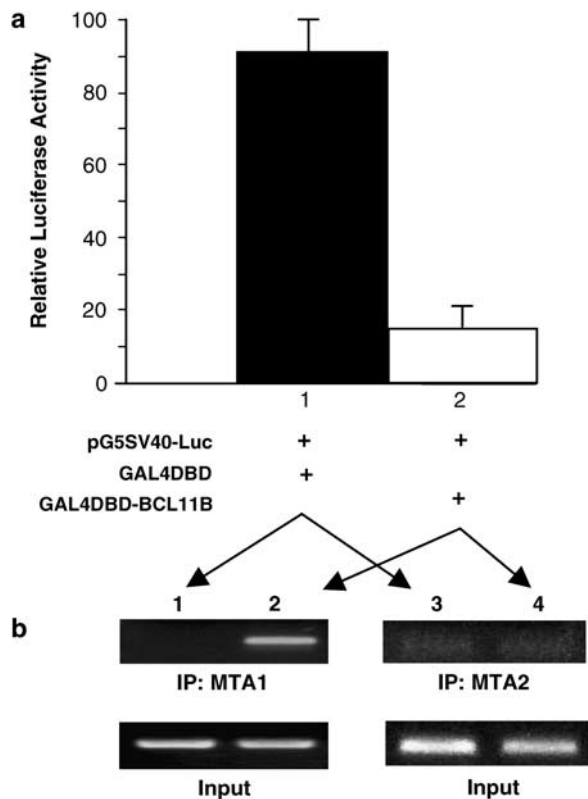 a
Relative Luciferase Activity
100
80
60
40
20
0
1 2
pG5SV40-Luc + +
GAL4DBD +
GAL4DBD-BCL11B +
b
1 2 3 4
IP: MTA1 IP: MTA2
Input Input